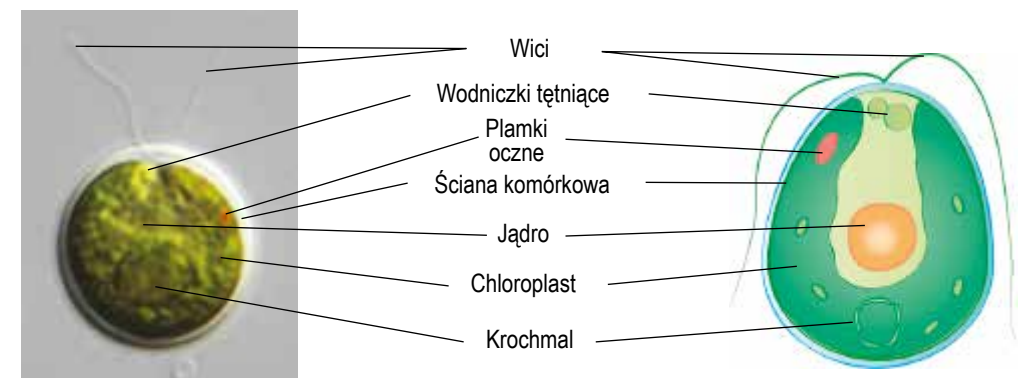 Wici
Wodniczki tętniące
Plamki
oczne
Ściana komórkowa
Jądro
Chloroplast
Krochmal